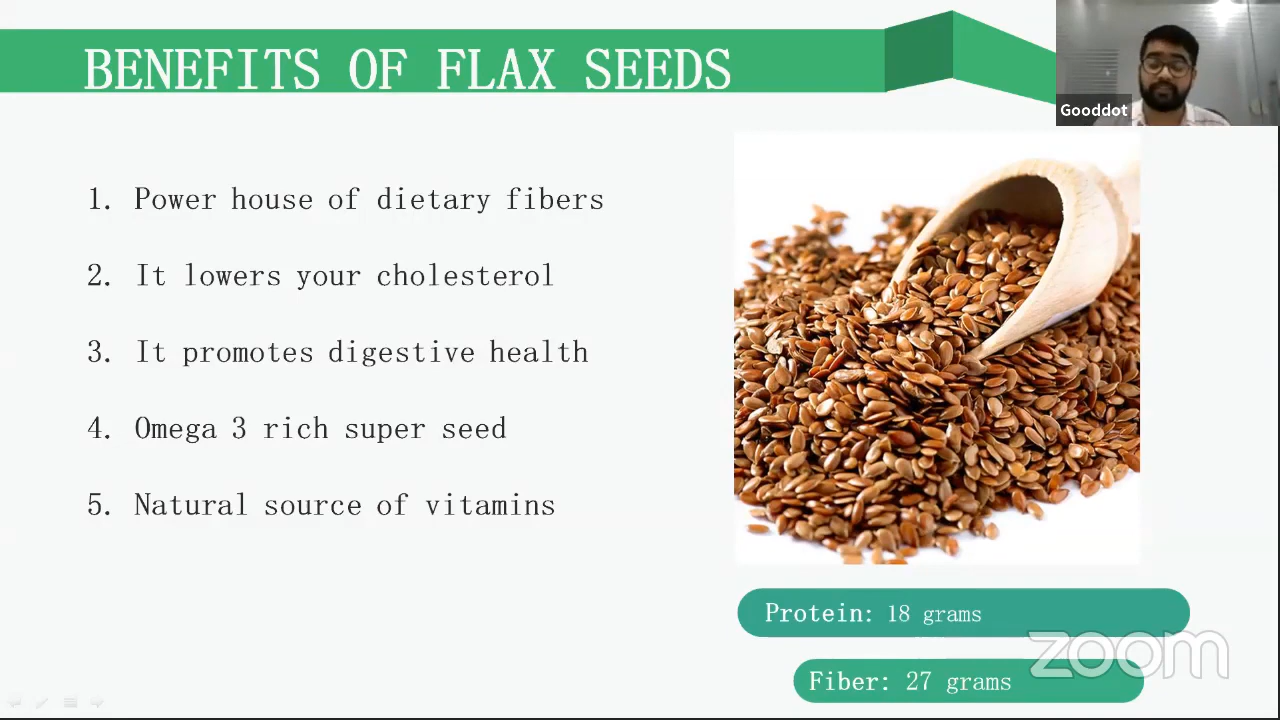 BENEFITS OF FLAX SEEDS
Gooddot
1. Power house of dietary fibers
2. It lowers your cholesterol
3. It promotes digestive health
4. Omega 3 rich super seed
5. Natural source of vitamins
Protein: 18 grams
zoom
Fiber: 27 grams